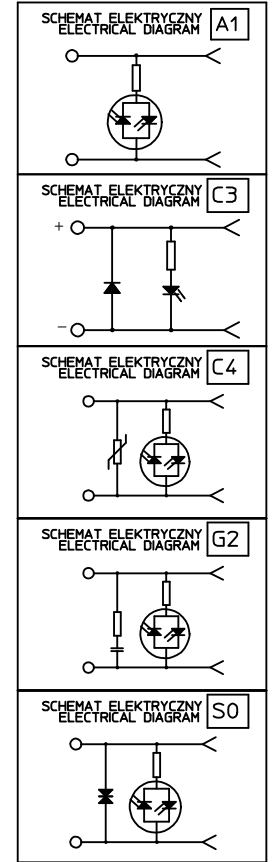 SCHEMAT ELEKTRYCZNY
ELECTRICAL DIAGRAM
A1
SCHEMAT ELEKTRYCZNY
ELECTRICAL DIAGRAM
C3
+
−
SCHEMAT ELEKTRYCZNY
ELECTRICAL DIAGRAM
C4
SCHEMAT ELEKTRYCZNY
ELECTRICAL DIAGRAM
G2
SCHEMAT ELEKTRYCZNY
ELECTRICAL DIAGRAM
S0